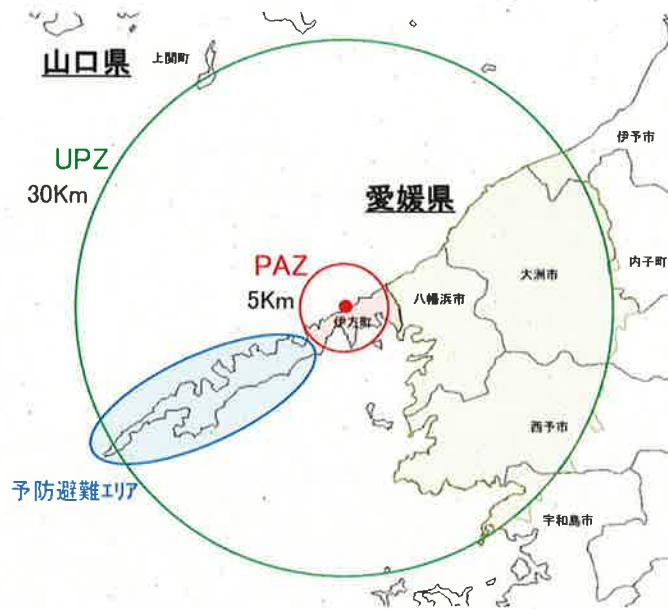 山口県
上関町
伊予市
UPZ
30Km
愛媛県
内子町
大洲市
PAZ
5Km
八幡浜市
伊方町
西予市
予防避難エリア
宇和島市